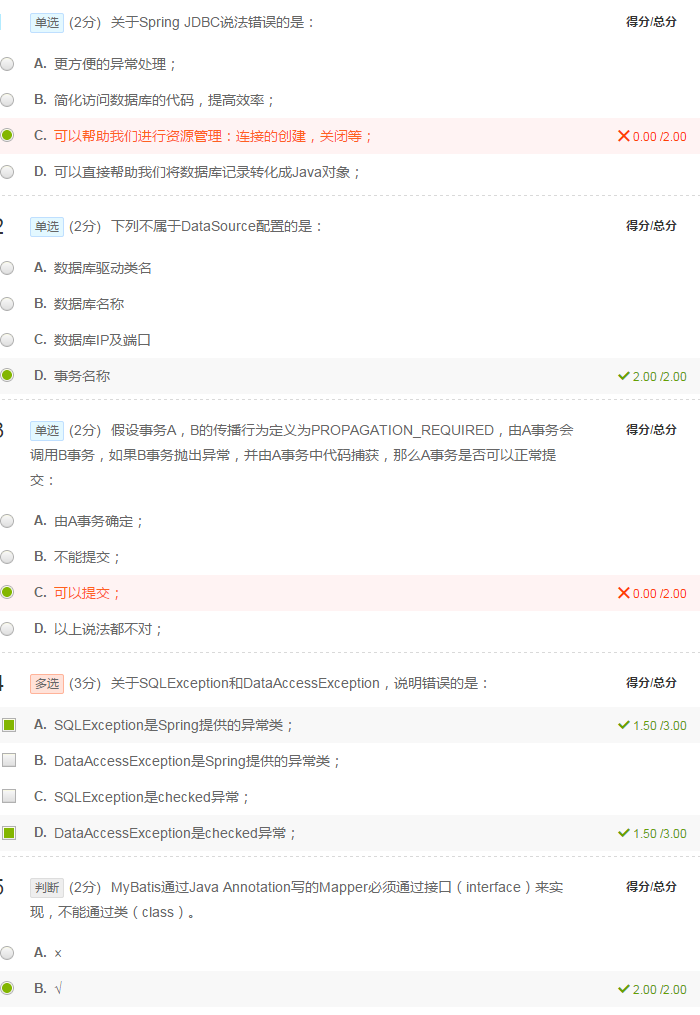 单选 (2分) 关于Spring JDBC说法错误的是： 得分/总分
A. 更方便的异常处理；
B. 简化访问数据库的代码，提高效率；
C. 可以帮助我们进行资源管理：连接的创建，关闭等； 0.00 /2.00
D. 可以直接帮助我们将数据库记录转化成Java对象；
2 单选 (2分) 下列不属于DataSource配置的是： 得分/总分
A. 数据库驱动类名
B. 数据库名称
C. 数据库IP及端口
D. 事务名称 2.00 /2.00
3 单选 (2分) 假设事务A，B的传播行为定义为PROPAGATION_REQUIRED，由A事务会 得分/总分
调用B事务，如果B事务抛出异常，并由A事务中代码捕获，那么A事务是否可以正常提
交：
A. 由A事务确定；
B. 不能提交；
C. 可以提交； 0.00 /2.00
D. 以上说法都不对；
4 多选 (3分) 关于SQLException和DataAccessException，说明错误的是： 得分/总分
A. SQLException是Spring提供的异常类； 1.50 /3.00
B. DataAccessException是Spring提供的异常类；
C. SQLException是checked异常；
D. DataAccessException是checked异常； 1.50 /3.00
5 判断 (2分) MyBatis通过Java Annotation写的Mapper必须通过接口（interface）来实 得分/总分
现，不能通过类（class）。
A. ×
B. √ 2.00 /2.00